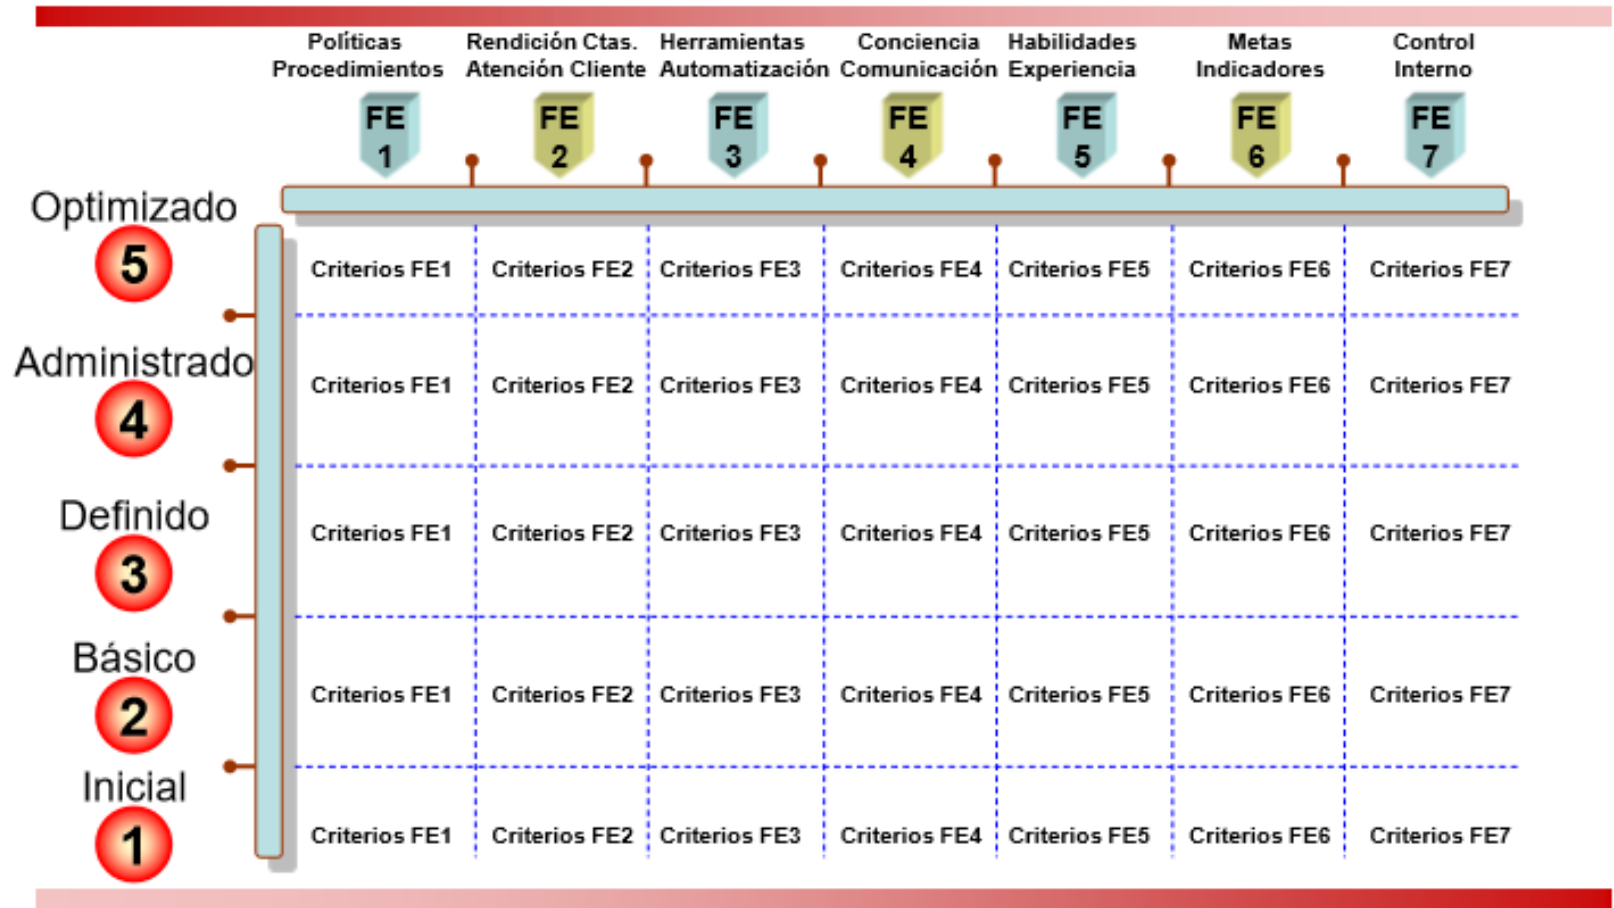 Políticas Rendición Ctas. Herramientas Conciencia Habilidades Metas Control
Procedimientos Atención Cliente Automatización Comunicación Experiencia Indicadores Interno
FE FE FE FE FE FE FE
1 2 3 4 5 6 7
Optimizado
5 Criterios FE1 Criterios FE2 Criterios FE3 Criterios FE4 Criterios FE5 Criterios FE6 Criterios FE7
Administrado
4 Criterios FE1 Criterios FE2 Criterios FE3 Criterios FE4 Criterios FE5 Criterios FE6 Criterios FE7
Definido
3 Criterios FE1 Criterios FE2 Criterios FE3 Criterios FE4 Criterios FE5 Criterios FE6 Criterios FE7
Básico
2 Criterios FE1 Criterios FE2 Criterios FE3 Criterios FE4 Criterios FE5 Criterios FE6 Criterios FE7
Inicial
1 Criterios FE1 Criterios FE2 Criterios FE3 Criterios FE4 Criterios FE5 Criterios FE6 Criterios FE7